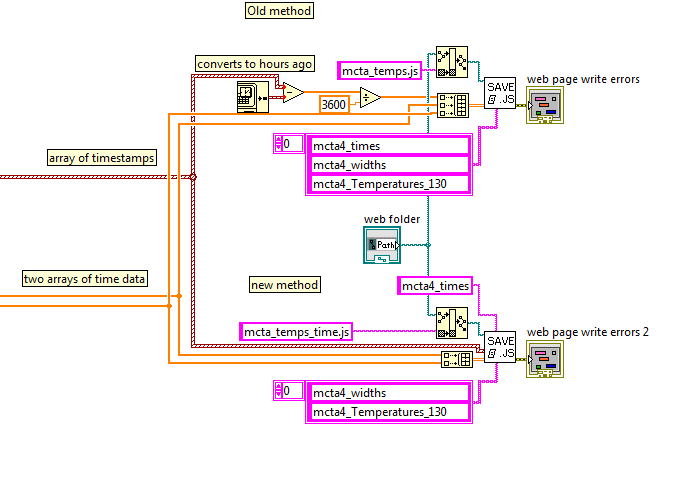 Old method
converts to hours ago
mcta_temps.js
web page write errors
3600
SAVE
.JS
0
mcta4_times
mcta4_widths
mcta4_Temperatures_130
array of timestamps
web folder
Path
two arrays of time data
new method
mcta4_times
mcta_temps_time.js
web page write errors 2
SAVE
.JS
0
mcta4_widths
mcta4_Temperatures_130